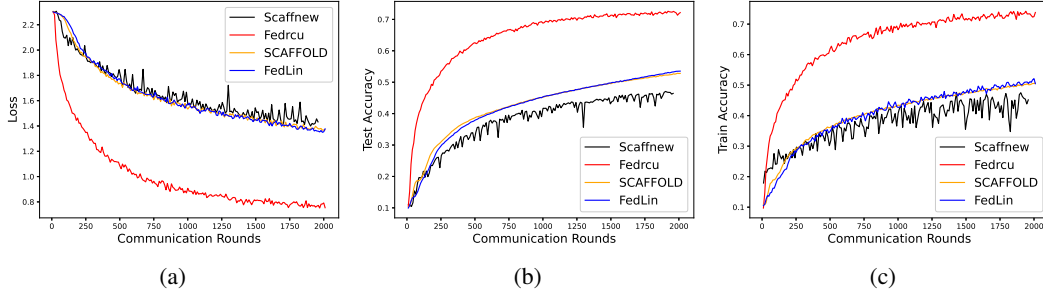 2.2
2.0
1.8
1.6
1.4
1.2
1.0
0.8
Loss
0 250 500 750 1000 1250 1500 1750 2000
Communication Rounds
Scaffnew
Fedrcu
SCAFFOLD
FedLin
(a)
0.7
0.6
0.5
0.4
0.3
0.2
0.1
Test Accuracy
0 250 500 750 1000 1250 1500 1750 2000
Communication Rounds
Scaffnew
Fedrcu
SCAFFOLD
FedLin
(b)
0.7
0.6
0.5
0.4
0.3
0.2
0.1
Train Accuracy
0 250 500 750 1000 1250 1500 1750 2000
Communication Rounds
Scaffnew
Fedrcu
SCAFFOLD
FedLin
(c)